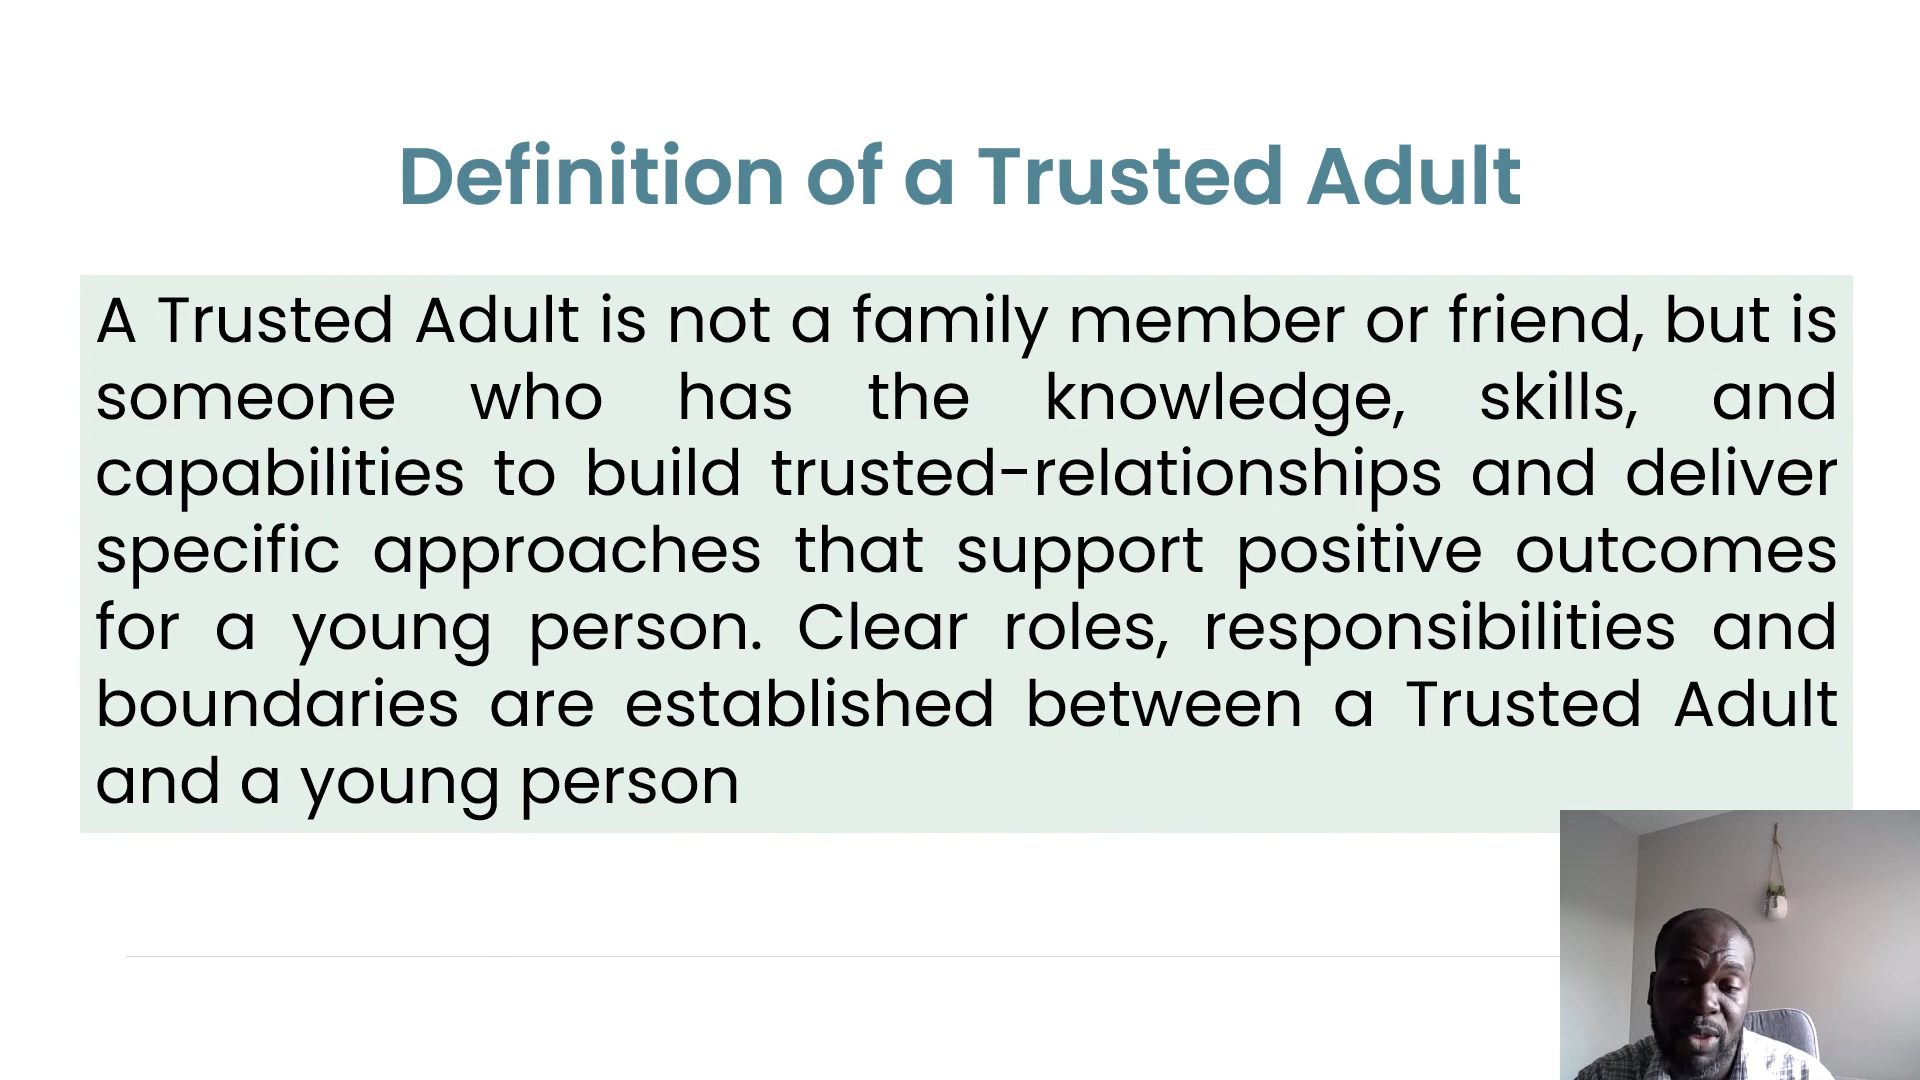 Definition of a Trusted Adult
A Trusted Adult is not a family member or friend, but is
someone who has the knowledge, skills, and
capabilities to build trusted-relationships and deliver
specific approaches that support positive outcomes
for a young person. Clear roles, responsibilities and
boundaries are established between a Trusted Adult
and a young person